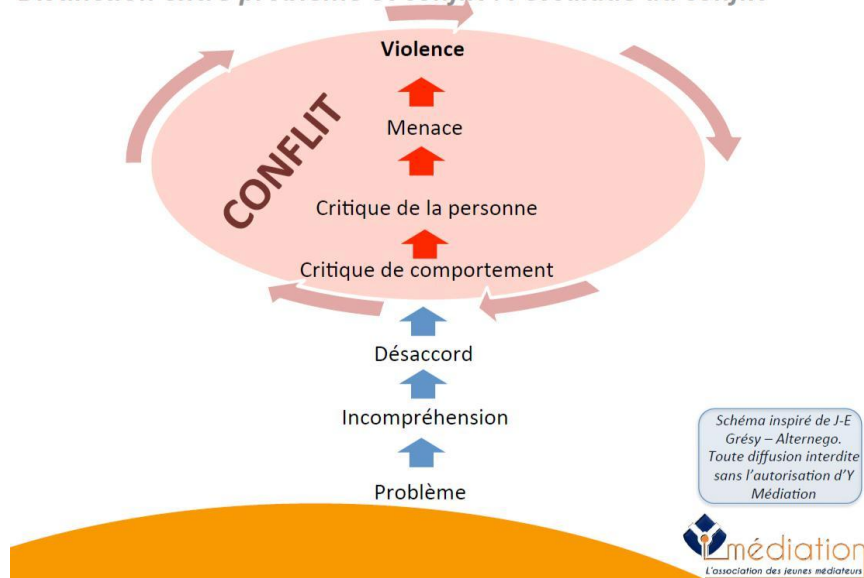 Violence
Menace
CONFLIT
Critique de la personne
Critique de comportement
Désaccord
Incompréhension
Problème
Schéma inspiré de J-E
Grésy – Alternego.
Toute diffusion interdite
sans l'autorisation d'Y
Médiation
médiation
L'association des jeunes médiateurs